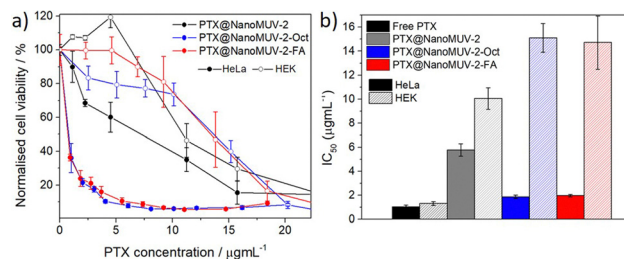 a)
Normalised cell viability / %
120
100
80
60
40
20
0
5
10
15
20
PTX concentration / µgmL⁻¹
PTX@NanoMUV-2
PTX@NanoMUV-2-Oct
PTX@NanoMUV-2-FA
HeLa HEK
b)
IC₅₀ (µgmL⁻¹)
16
14
12
10
8
6
4
2
0
Free PTX
PTX@NanoMUV-2
PTX@NanoMUV-2-Oct
PTX@NanoMUV-2-FA
HeLa
HEK